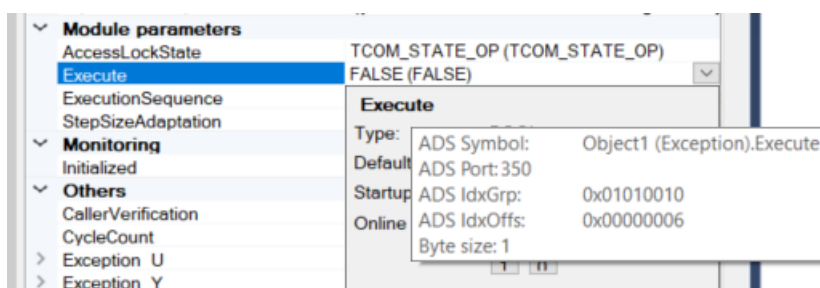 Module parameters
AccessLockState TCOM_STATE_OP (TCOM_STATE_OP)
Execute FALSE (FALSE)
ExecutionSequence
Execute
StepSizeAdaptation
Type:
ADS Symbol: Object1 (Exception).Execute
Monitoring
Initialized
Default
ADS Port: 350
Others
Startup
ADS IdxGrp: 0x01010010
CallerVerification
Online
ADS IdxOffs: 0x00000006
CycleCount
Byte size: 1
Exception U
Exception Y